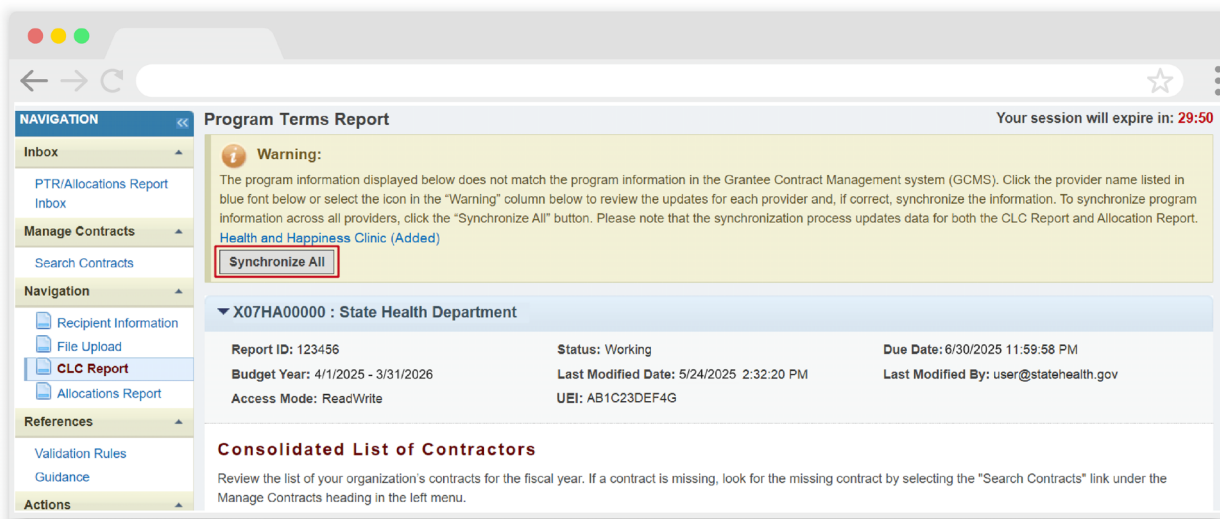 NAVIGATION
Inbox
PTR/Allocations Report
Inbox
Manage Contracts
Search Contracts
Navigation
Recipient Information
File Upload
CLC Report
Allocations Report
References
Validation Rules
Guidance
Actions
Program Terms Report
Your session will expire in: 29:50
Warning:
The program information displayed below does not match the program information in the Grantee Contract Management system (GCMS). Click the provider name listed in
blue font below or select the icon in the “Warning” column below to review the updates for each provider and, if correct, synchronize the information. To synchronize program
information across all providers, click the “Synchronize All” button. Please note that the synchronization process updates data for both the CLC Report and Allocation Report.
Health and Happiness Clinic (Added)
Synchronize All
X07HA00000 : State Health Department
Report ID: 123456 Status: Working Due Date: 6/30/2025 11:59:58 PM
Budget Year: 4/1/2025 - 3/31/2026 Last Modified Date: 5/24/2025 2:32:20 PM Last Modified By: user@statehealth.gov
Access Mode: ReadWrite UEI: AB1C23DEF4G
Consolidated List of Contractors
Review the list of your organization’s contracts for the fiscal year. If a contract is missing, look for the missing contract by selecting the "Search Contracts" link under the
Manage Contracts heading in the left menu.